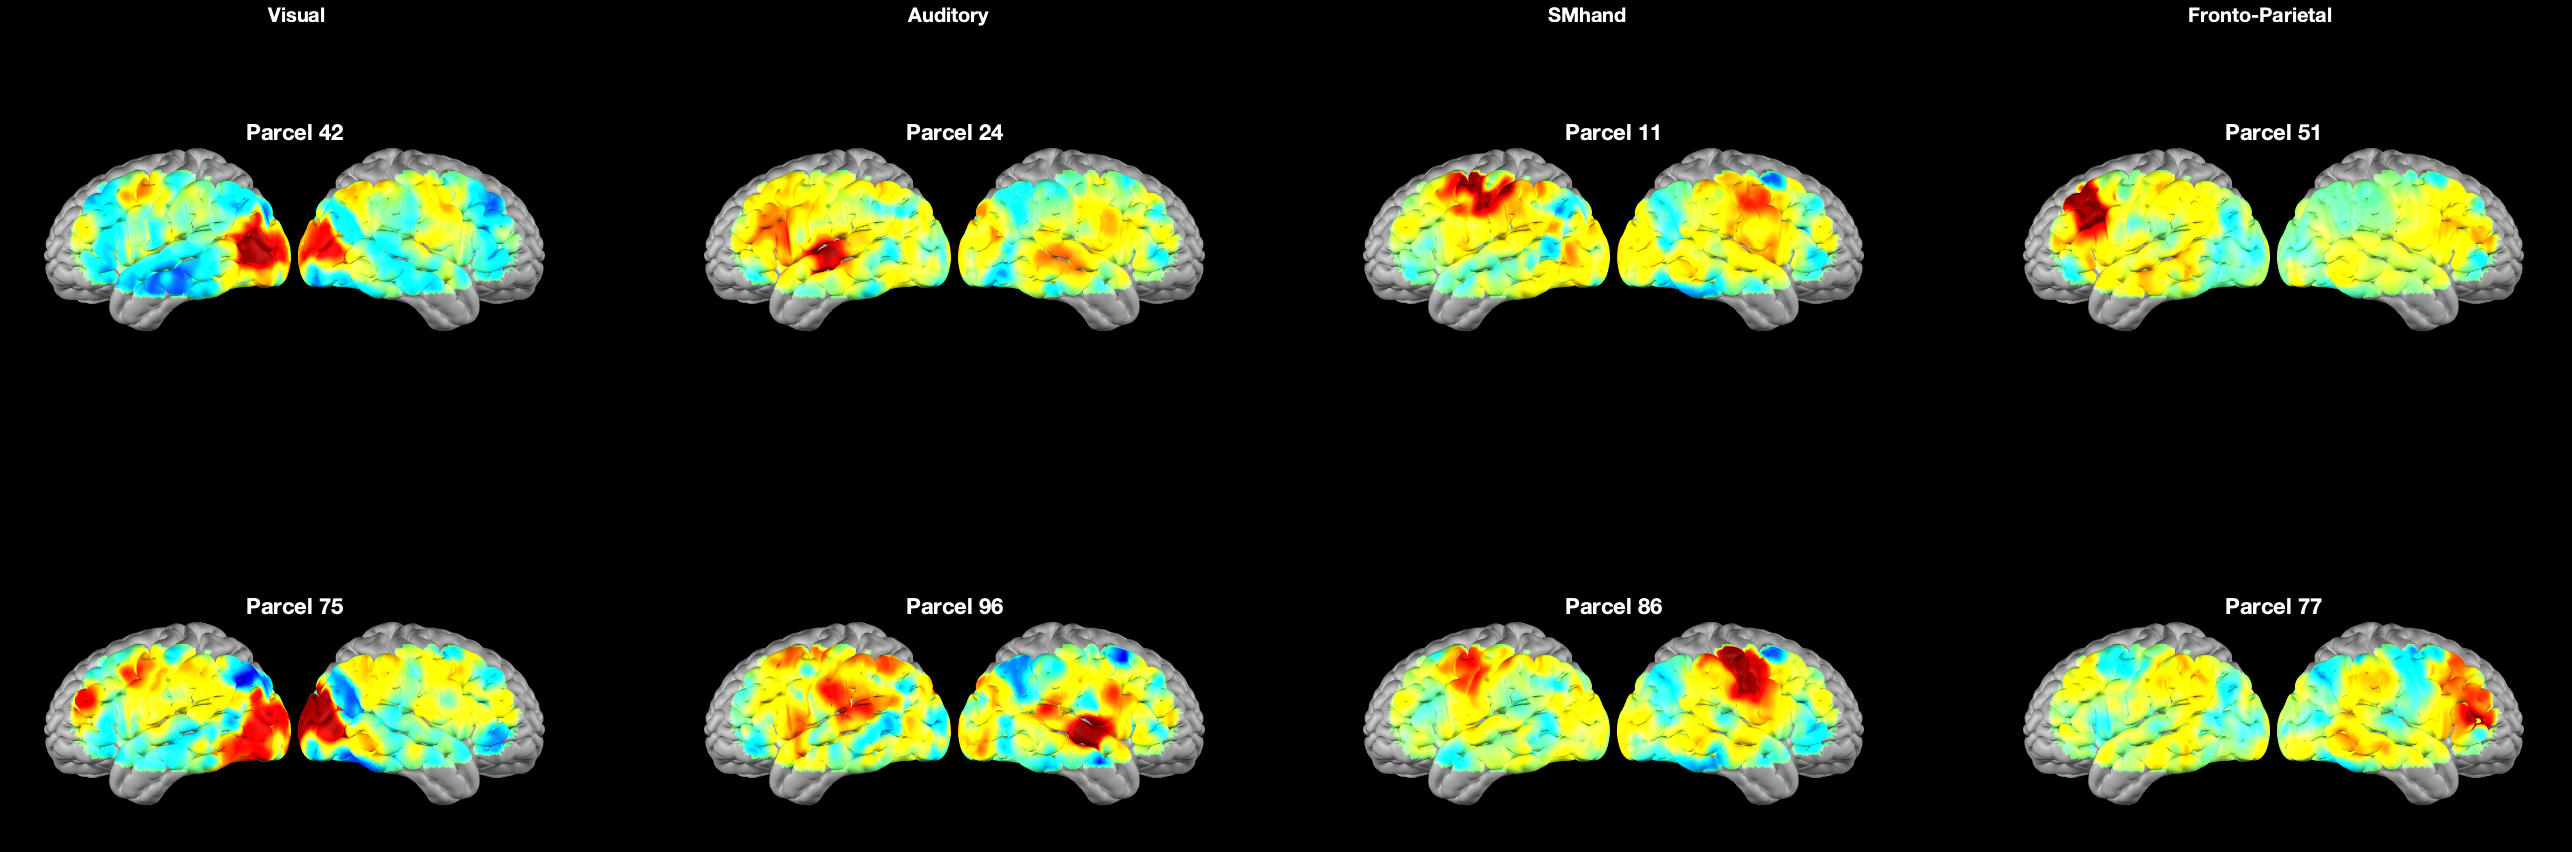 Visual
Auditory
SMhand
Fronto-Parietal
Parcel 42
Parcel 24
Parcel 11
Parcel 51
Parcel 75
Parcel 96
Parcel 86
Parcel 77